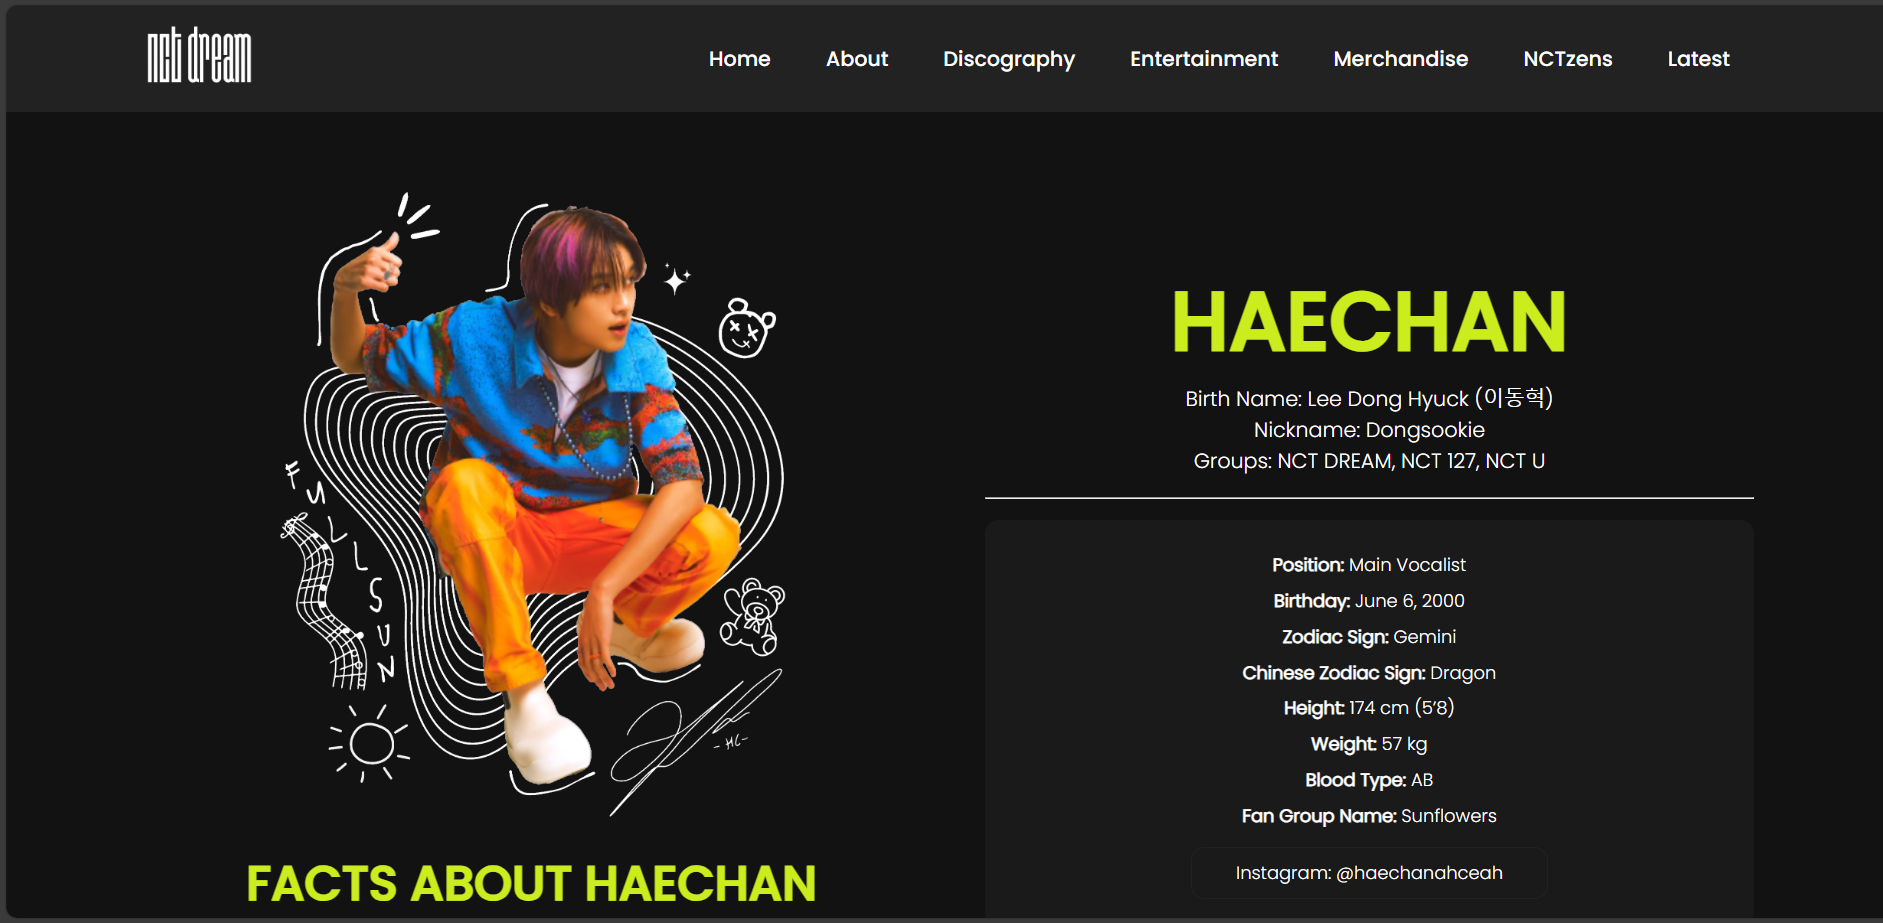 nct dream
Home About Discography Entertainment Merchandise NCTzens Latest
FULLSUN
-HC-
HAECHAN
Birth Name: Lee Dong Hyuck (이동혁)
Nickname: Dongsookie
Groups: NCT DREAM, NCT 127, NCT U
Position: Main Vocalist
Birthday: June 6, 2000
Zodiac Sign: Gemini
Chinese Zodiac Sign: Dragon
Height: 174 cm (5’8)
Weight: 57 kg
Blood Type: AB
Fan Group Name: Sunflowers
Instagram: @haechanahceah
FACTS ABOUT HAECHAN